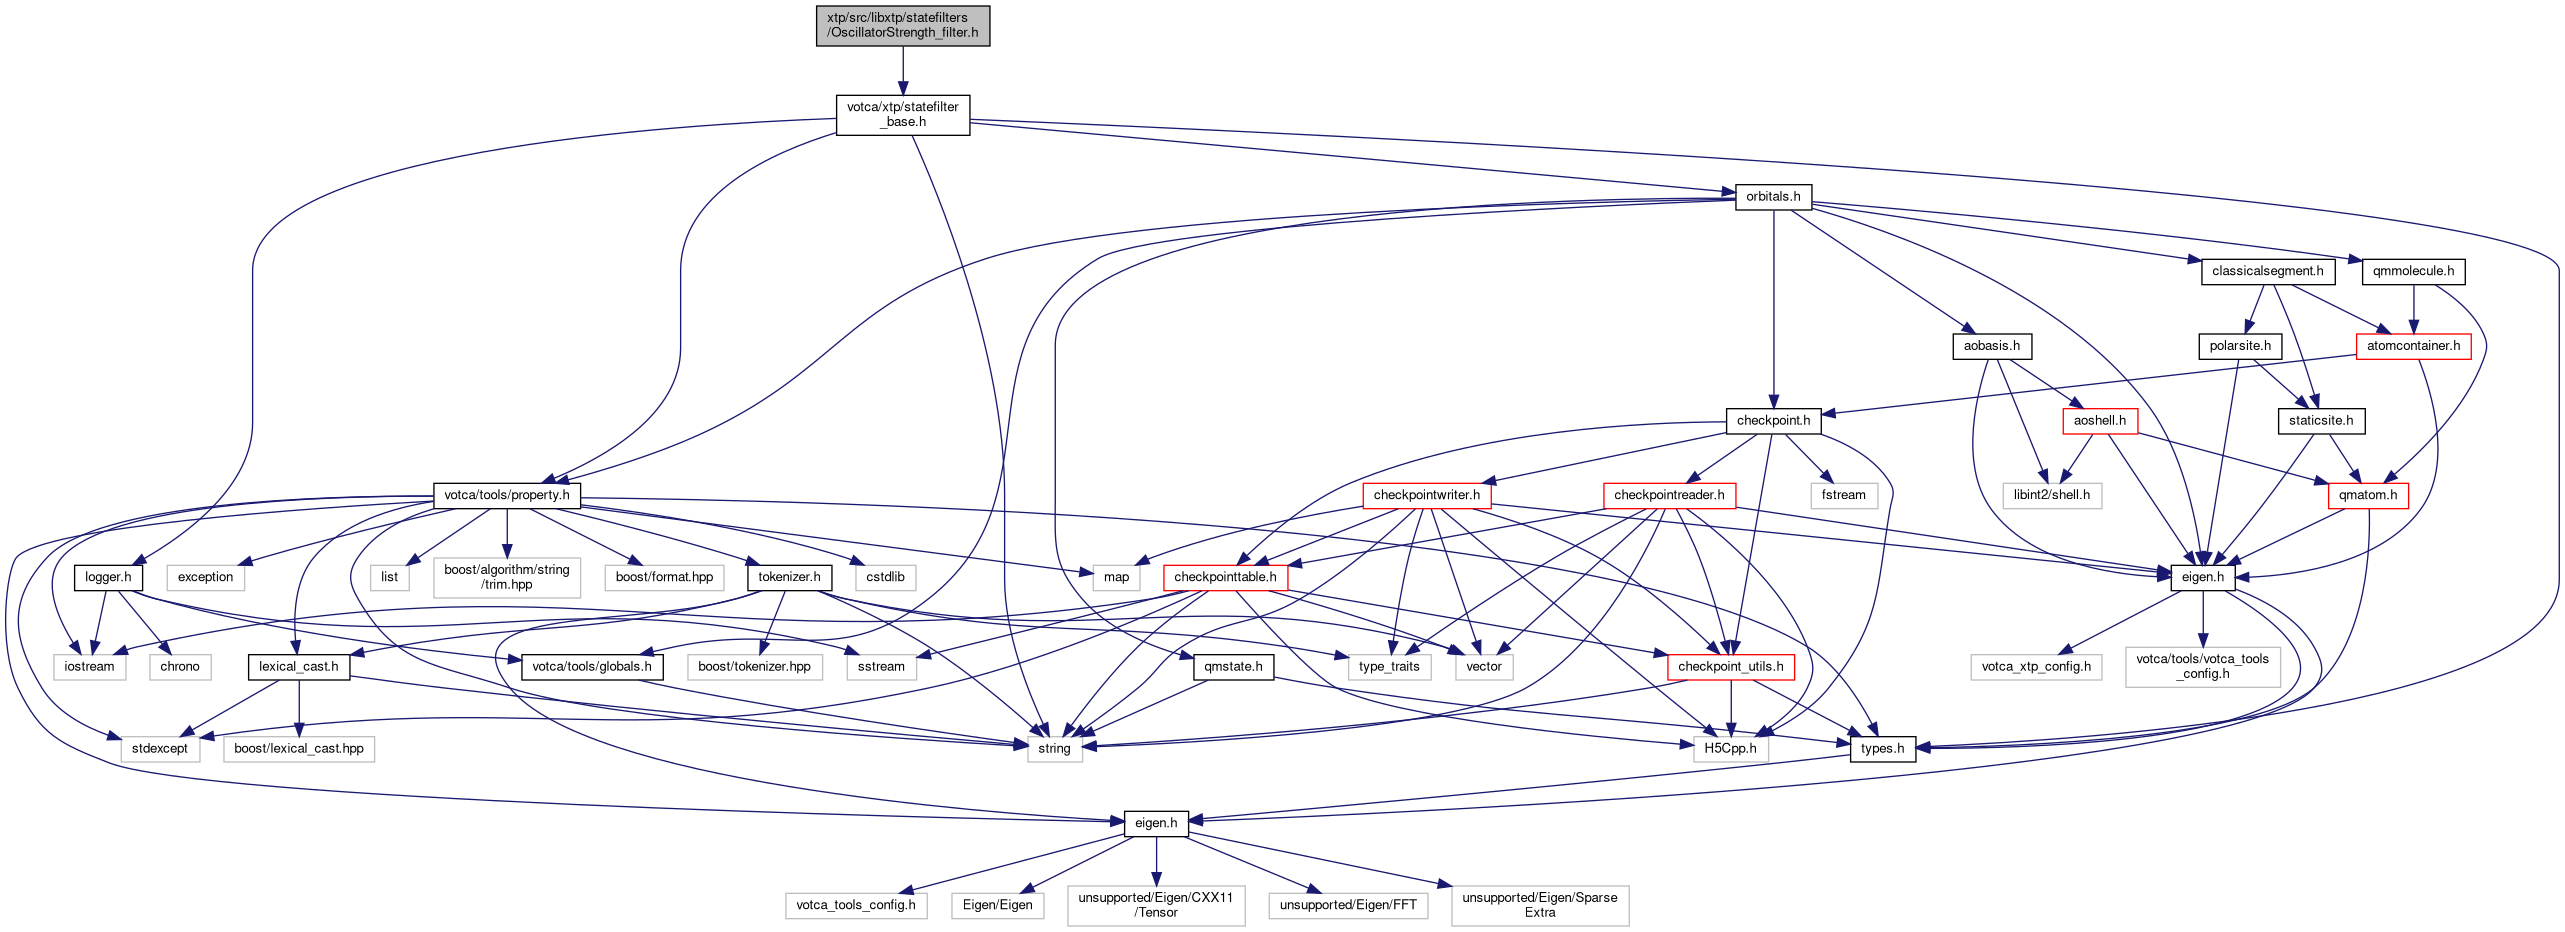 xtp/src/libxtp/statefilters
/OscillatorStrength_filter.h
votca/xtp/statefilter
_base.h
orbitals.h
classicalsegment.h
qmmolecule.h
aobasis.h
polarsite.h
atomcontainer.h
checkpoint.h
aoshell.h
staticsite.h
votca/tools/property.h
checkpointwriter.h
checkpointreader.h
fstream
libint2/shell.h
qmatom.h
logger.h
exception
list
boost/algorithm/string
/trim.hpp
boost/format.hpp
tokenizer.h
cstdlib
map
checkpointtable.h
eigen.h
iostream
chrono
lexical_cast.h
votca/tools/globals.h
boost/tokenizer.hpp
sstream
qmstate.h
type_traits
vector
checkpoint_utils.h
votca_xtp_config.h
votca/tools/votca_tools
_config.h
stdexcept
boost/lexical_cast.hpp
string
H5Cpp.h
types.h
eigen.h
votca_tools_config.h
Eigen/Eigen
unsupported/Eigen/CXX11
/Tensor
unsupported/Eigen/FFT
unsupported/Eigen/Sparse
Extra